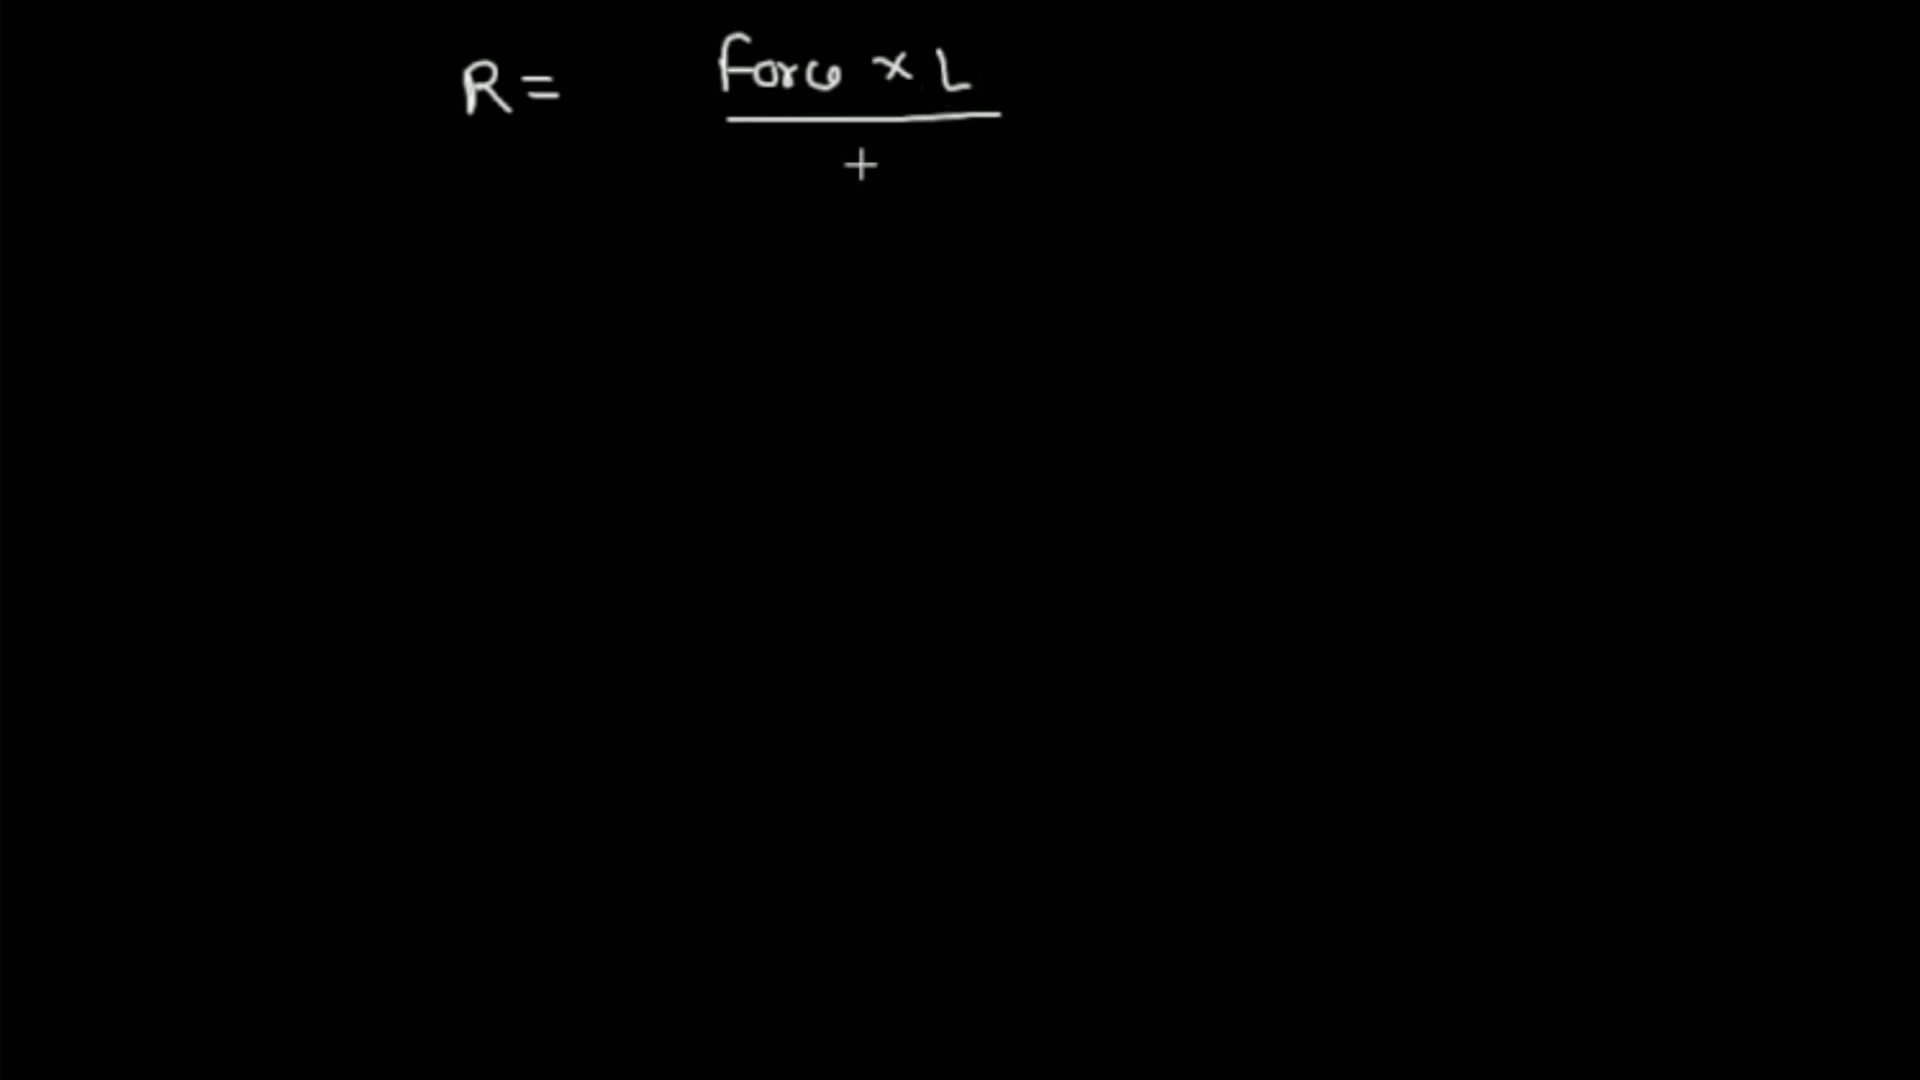 R = Force × L